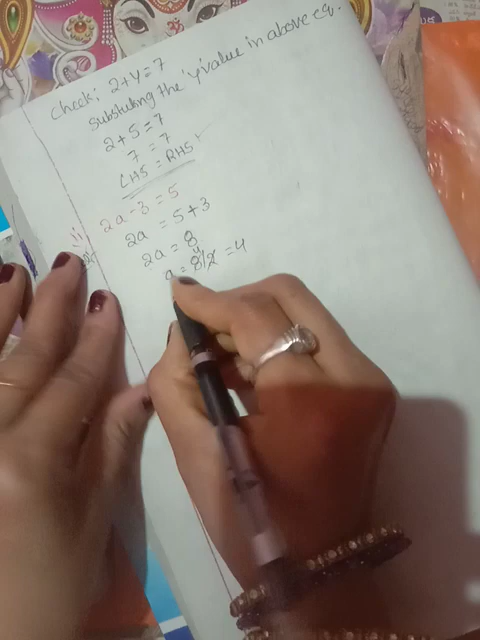 Check: 2+y=7
substuting the 'y' value in above eq.
2+5=7
7=7
LHS = RHS
2a-3=5
2a = 5+3
2a = 8
a = 8/2 = 4